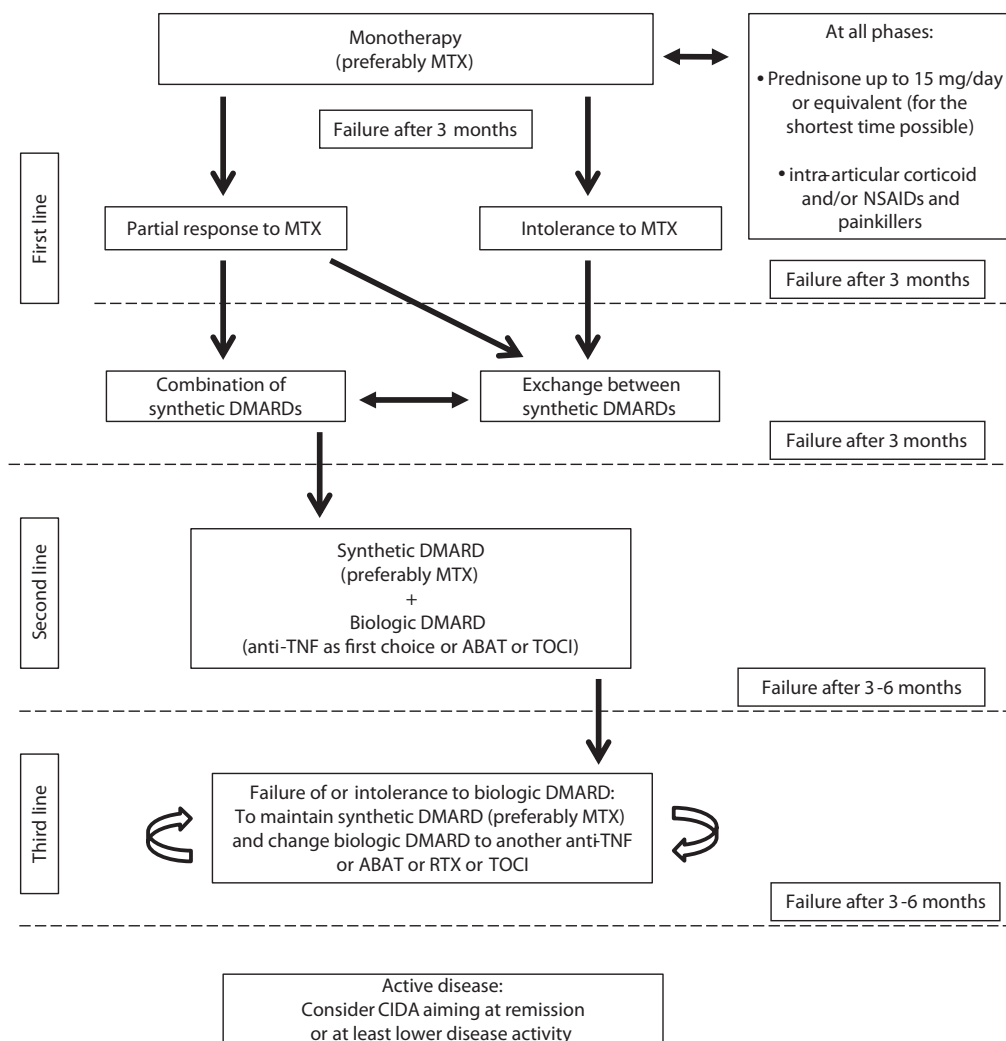 Monotherapy
(preferably MTX)
At all phases:
• Prednisone up to 15 mg/day
or equivalent (for the
shortest time possible)
• intra-articular corticoid
and/or NSAIDs and
painkillers
Failure after 3 months
First line
Partial response to MTX
Intolerance to MTX
Failure after 3 months
Combination of
synthetic DMARDs
Exchange between
synthetic DMARDs
Failure after 3 months
Second line
Synthetic DMARD
(preferably MTX)
+
Biologic DMARD
(anti-TNF as first choice or ABAT or TOCI)
Failure after 3-6 months
Third line
Failure of or intolerance to biologic DMARD:
To maintain synthetic DMARD (preferably MTX)
and change biologic DMARD to another anti-TNF
or ABAT or RTX or TOCI
Failure after 3-6 months
Active disease:
Consider CIDA aiming at remission
or at least lower disease activity